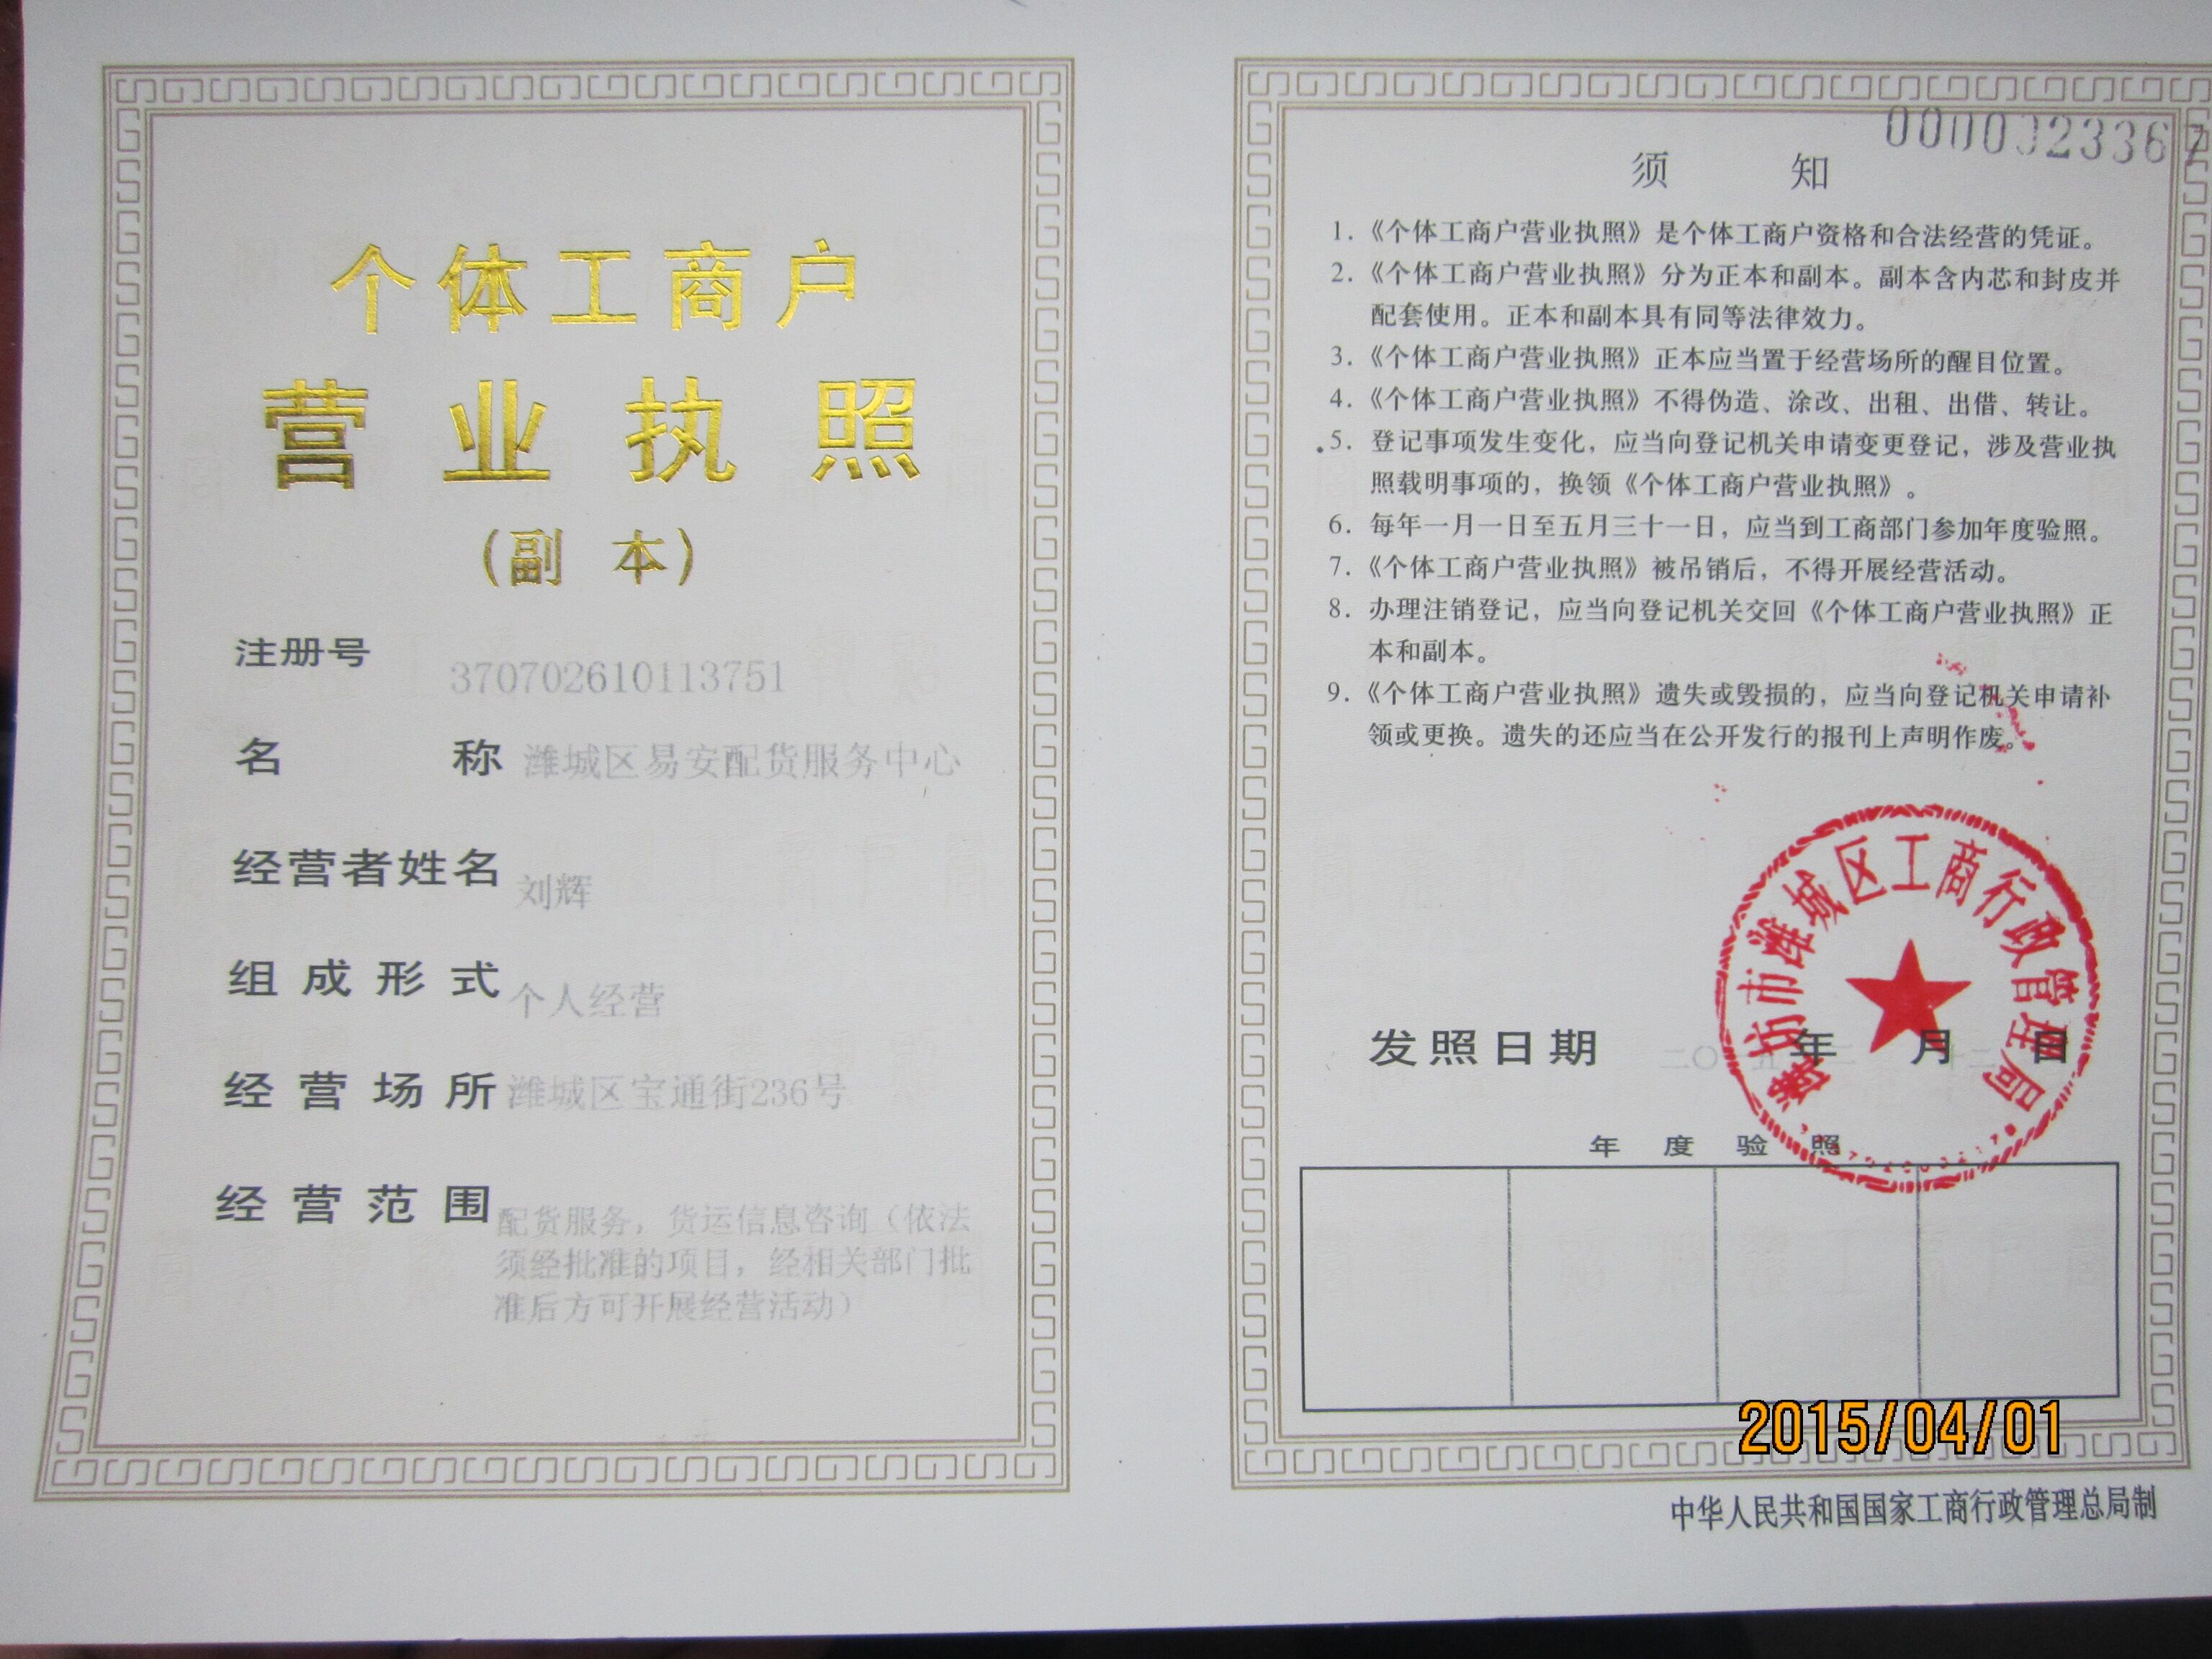 个体工商户
营业执照
(副 本)
注册号 370702610113751
名 称 潍城区易安配货服务中心
经营者姓名 刘辉
组成形式 个人经营
经营场所 潍城区宝通街236号
经营范围 配货服务，货运信息咨询（依法
须经批准的项目，经相关部门批
准后方可开展经营活动）
须 知
1.《个体工商户营业执照》是个体工商户资格和合法经营的凭证。
2.《个体工商户营业执照》分为正本和副本。副本含内芯和封皮并
配套使用。正本和副本具有同等法律效力。
3.《个体工商户营业执照》正本应当置于经营场所的醒目位置。
4.《个体工商户营业执照》不得伪造、涂改、出租、出借、转让。
5. 登记事项发生变化，应当向登记机关申请变更登记，涉及营业执
照载明事项的，换领《个体工商户营业执照》。
6. 每年一月一日至五月三十一日，应当到工商部门参加年度验照。
7.《个体工商户营业执照》被吊销后，不得开展经营活动。
8. 办理注销登记，应当向登记机关交回《个体工商户营业执照》正
本和副本。
9.《个体工商户营业执照》遗失或毁损的，应当向登记机关申请补
领或更换。遗失的还应当在公开发行的报刊上声明作废。
潍坊市潍城区工商行政管理局
发照日期 年 月 日
年 度 验 照
2015/04/01
中华人民共和国国家工商行政管理总局制